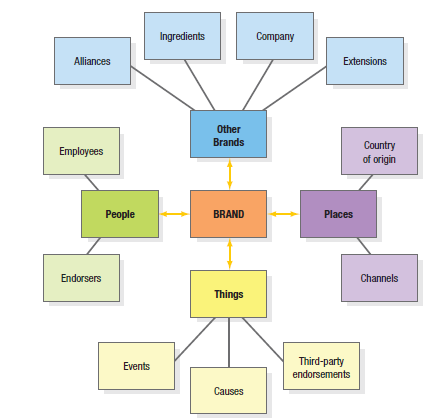 Ingredients
Company
Alliances
Extensions
Other
Brands
Employees
Country
of origin
People
BRAND
Places
Endorsers
Channels
Things
Events
Causes
Third-party
endorsements